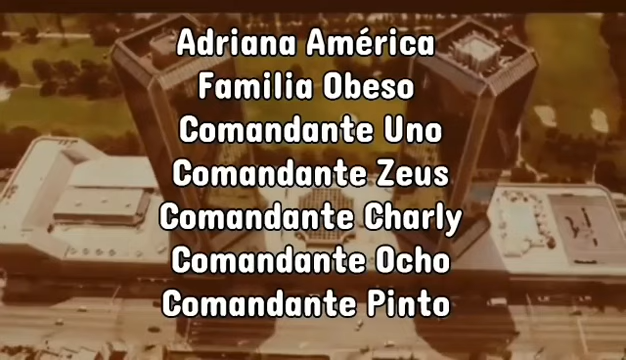 Adriana América
Familia Obeso
Comandante Uno
Comandante Zeus
Comandante Charly
Comandante Ocho
Comandante Pinto